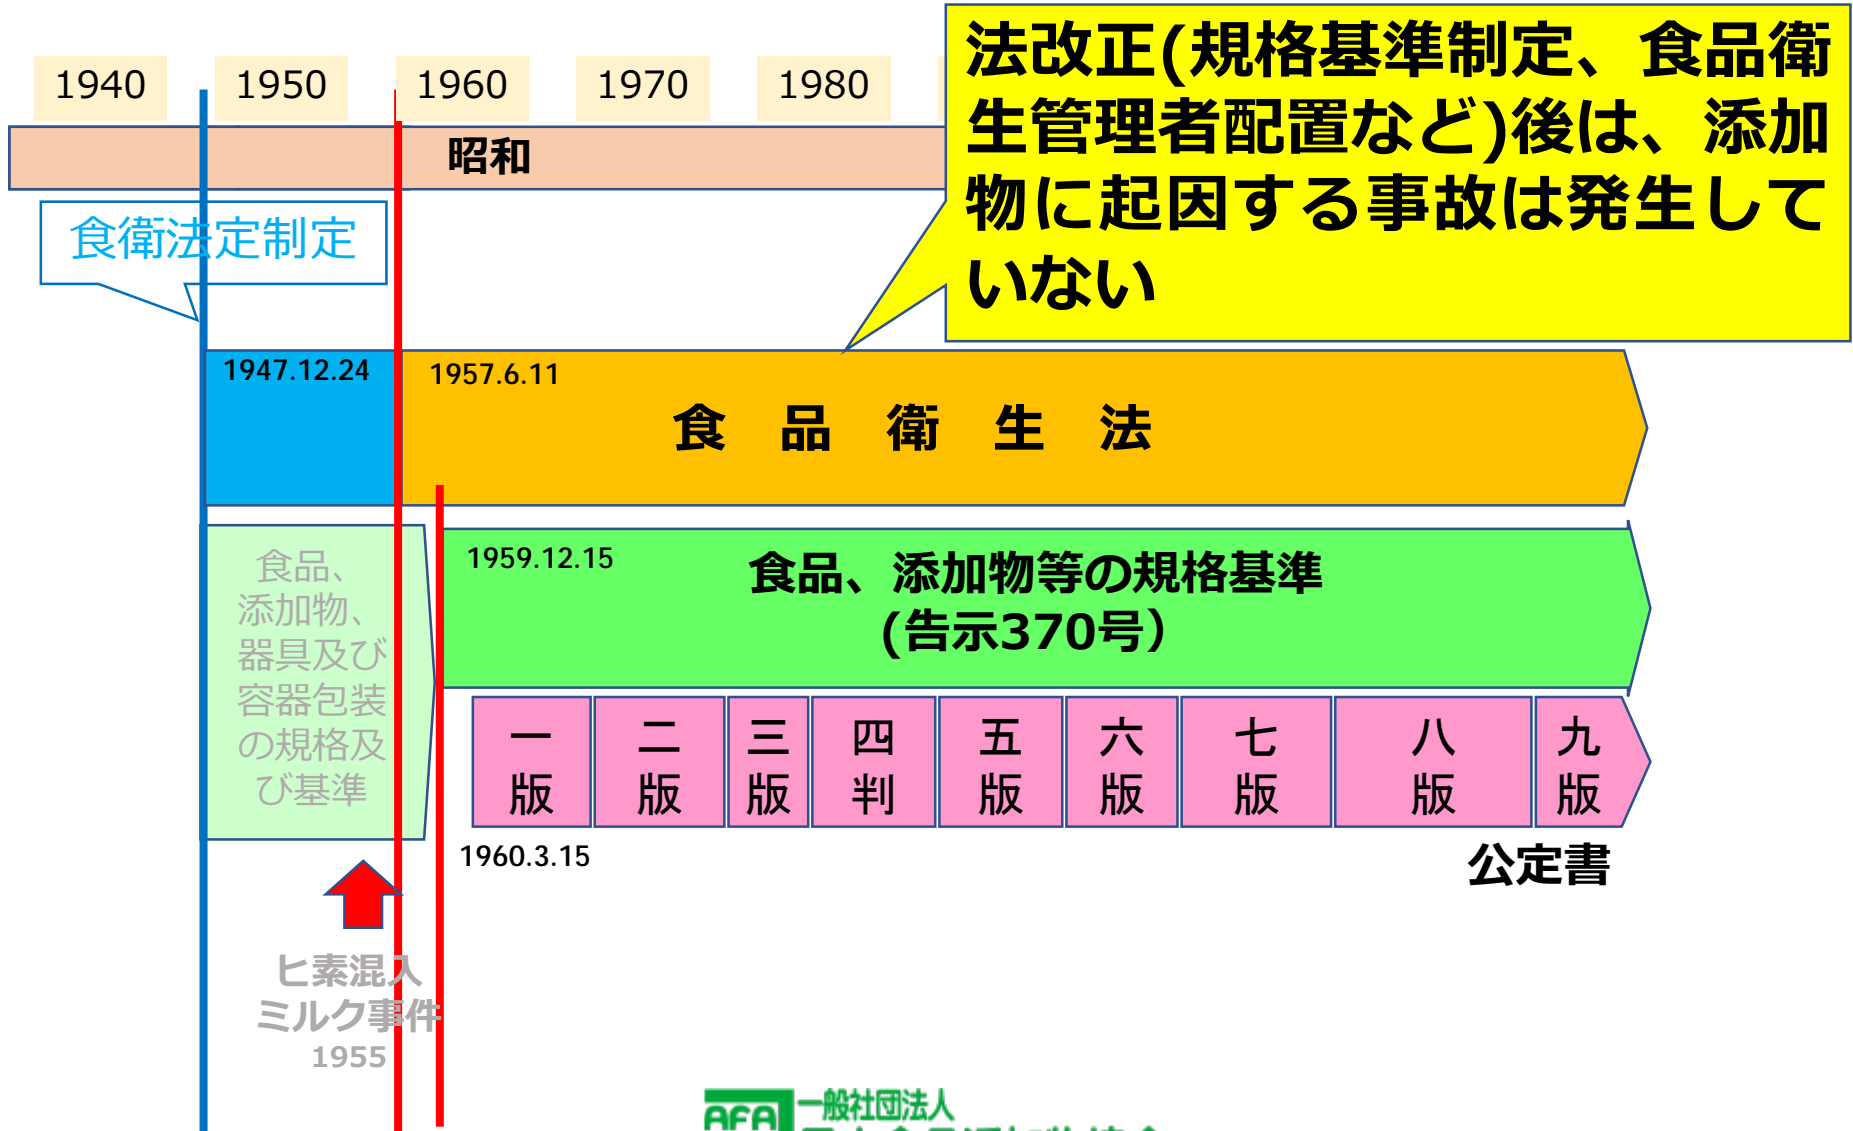 1940 1950 1960 1970 1980
法改正(規格基準制定、食品衛
生管理者配置など)後は、添加
物に起因する事故は発生して
いない
昭和
食衛法定制定
1947.12.24
1957.6.11
食 品 衛 生 法
食品、
添加物、
器具及び
容器包装
の規格及
び基準
1959.12.15
食品、添加物等の規格基準
(告示370号）
一
版
二
版
三
版
四
判
五
版
六
版
七
版
八
版
九
版
1960.3.15
公定書
ヒ素混入
ミルク事件
1955
AFA
一般社団法人